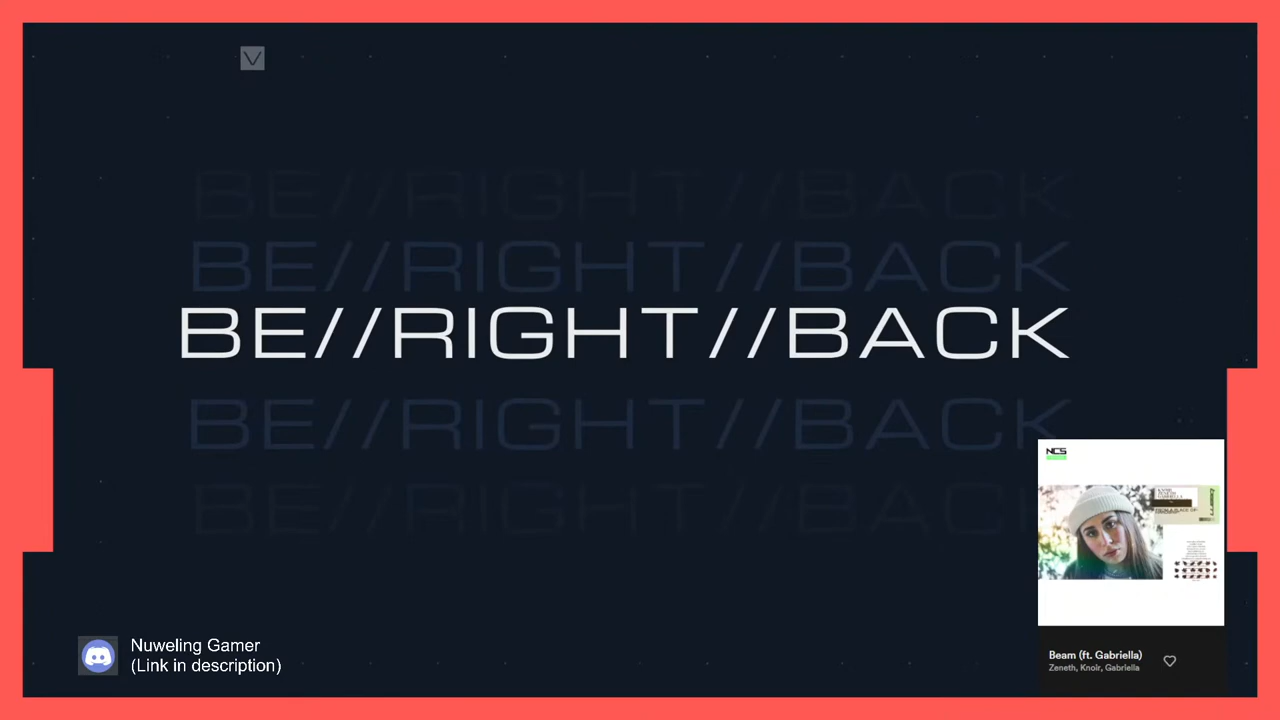 BE//RIGHT//BACK
BE//RIGHT//BACK
BE//RIGHT//BACK
BE//RIGHT//BACK
BE//RIGHT//BACK
NCS
Nuweling Gamer
(Link in description)
Beam (ft. Gabriella)
Zeneth, Knoir, Gabriella